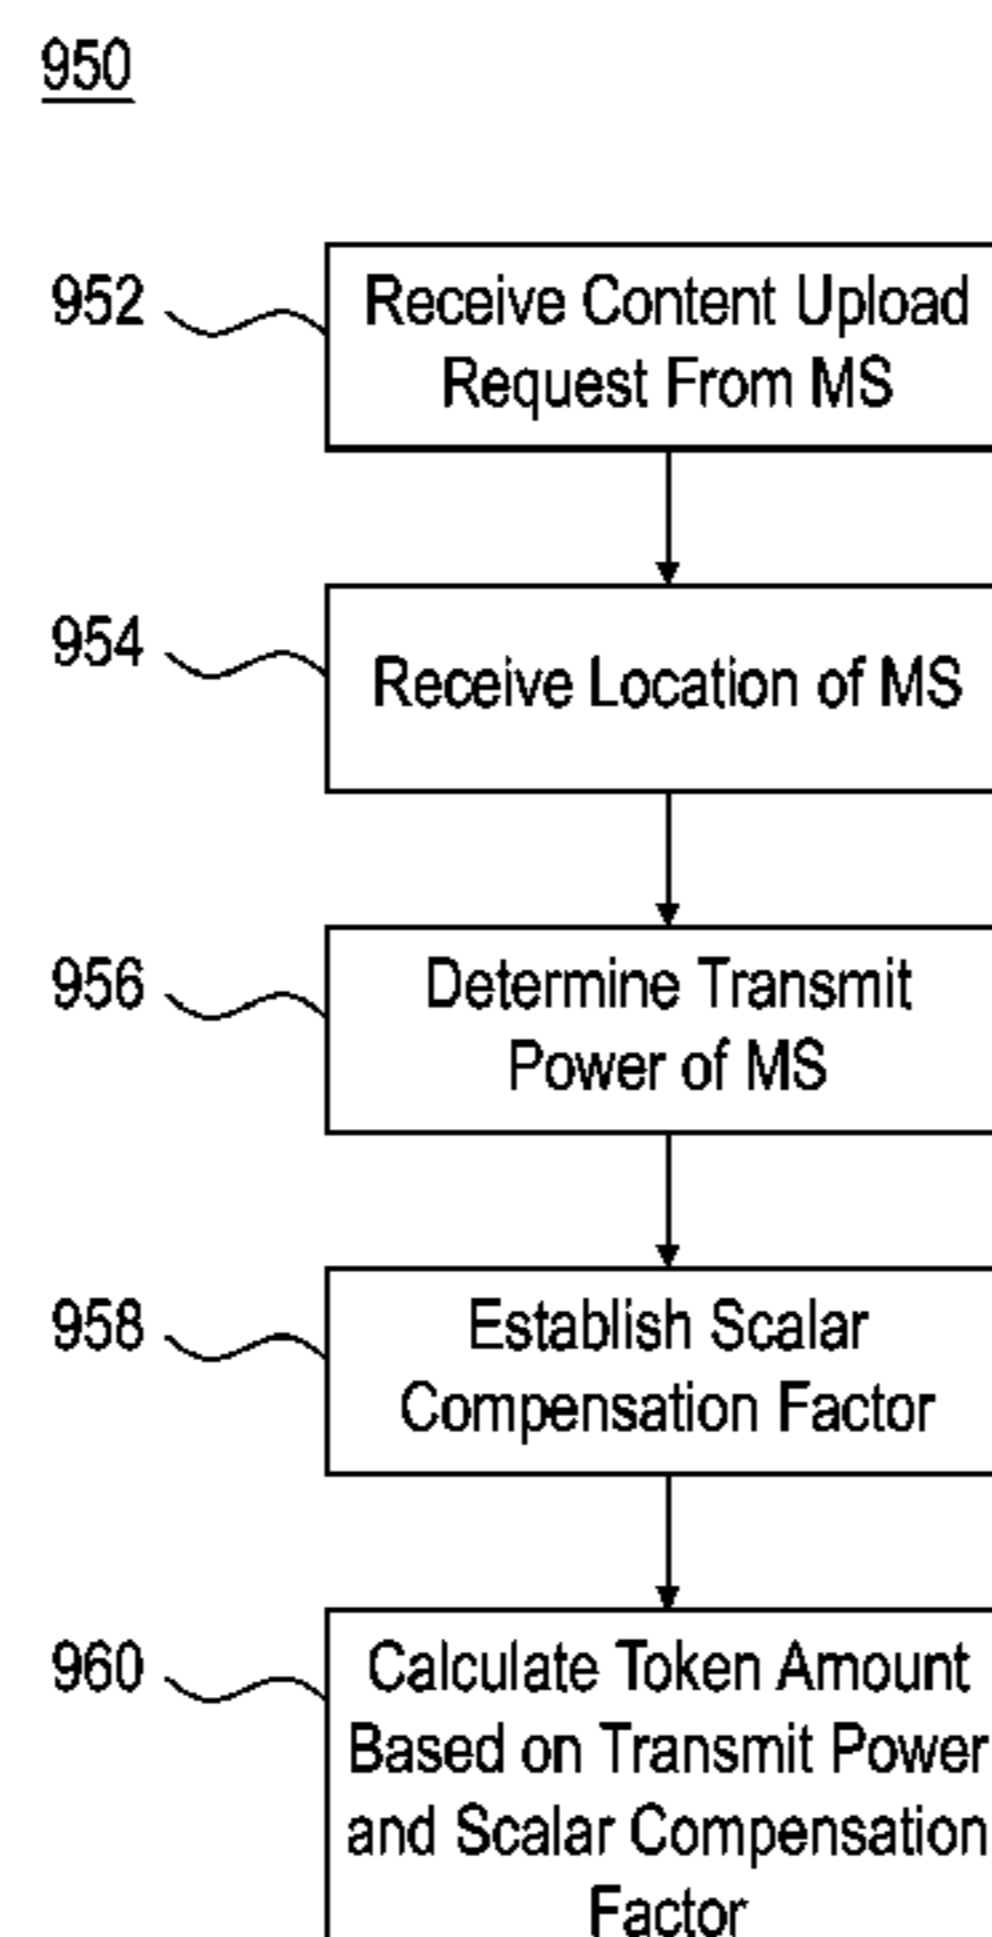 950
952
Receive Content Upload
Request From MS
954
Receive Location of MS
956
Determine Transmit
Power of MS
958
Establish Scalar
Compensation Factor
960
Calculate Token Amount
Based on Transmit Power
and Scalar Compensation
Factor